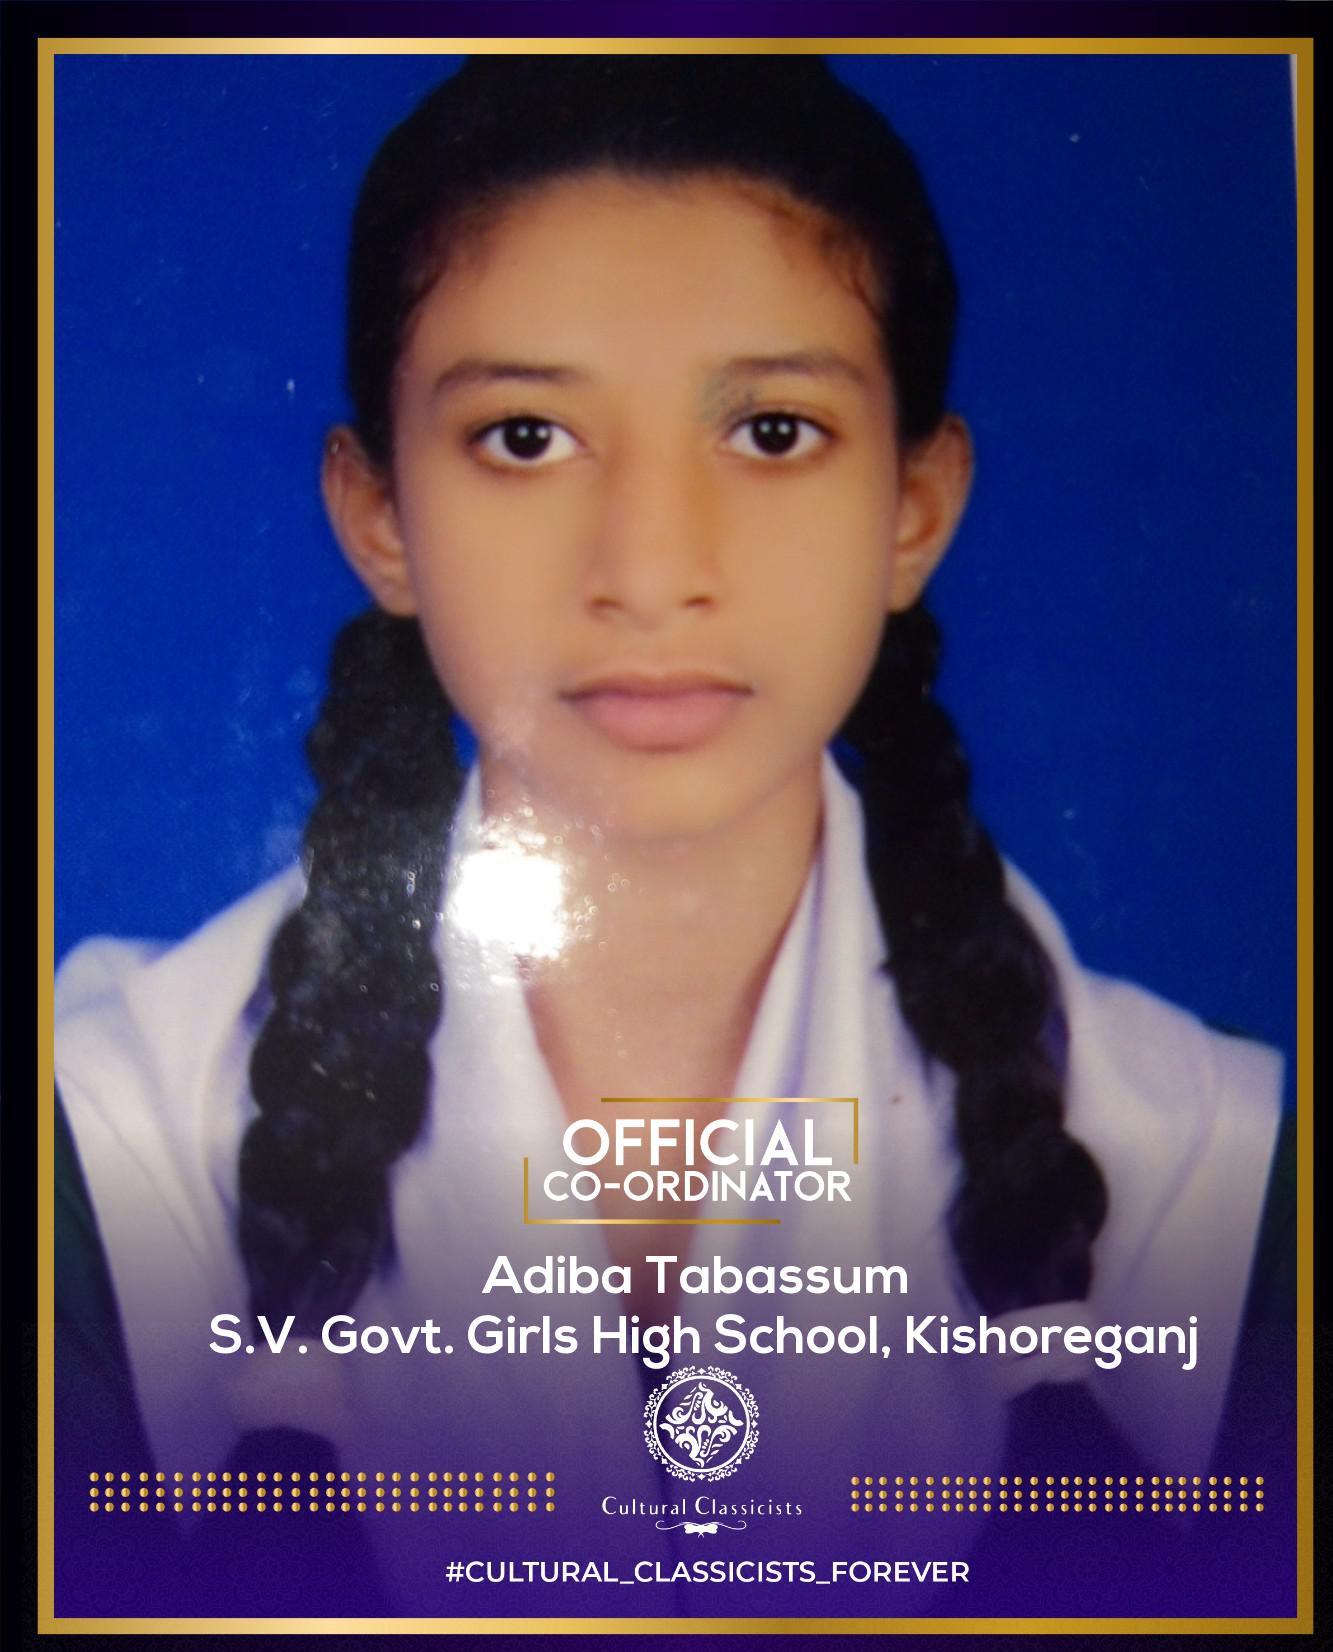 OFFICIAL
CO-ORDINATOR
Adiba Tabassum
S.V. Govt. Girls High School, Kishoreganj
Cultural Classicists
#CULTURAL_CLASSICISTS_FOREVER